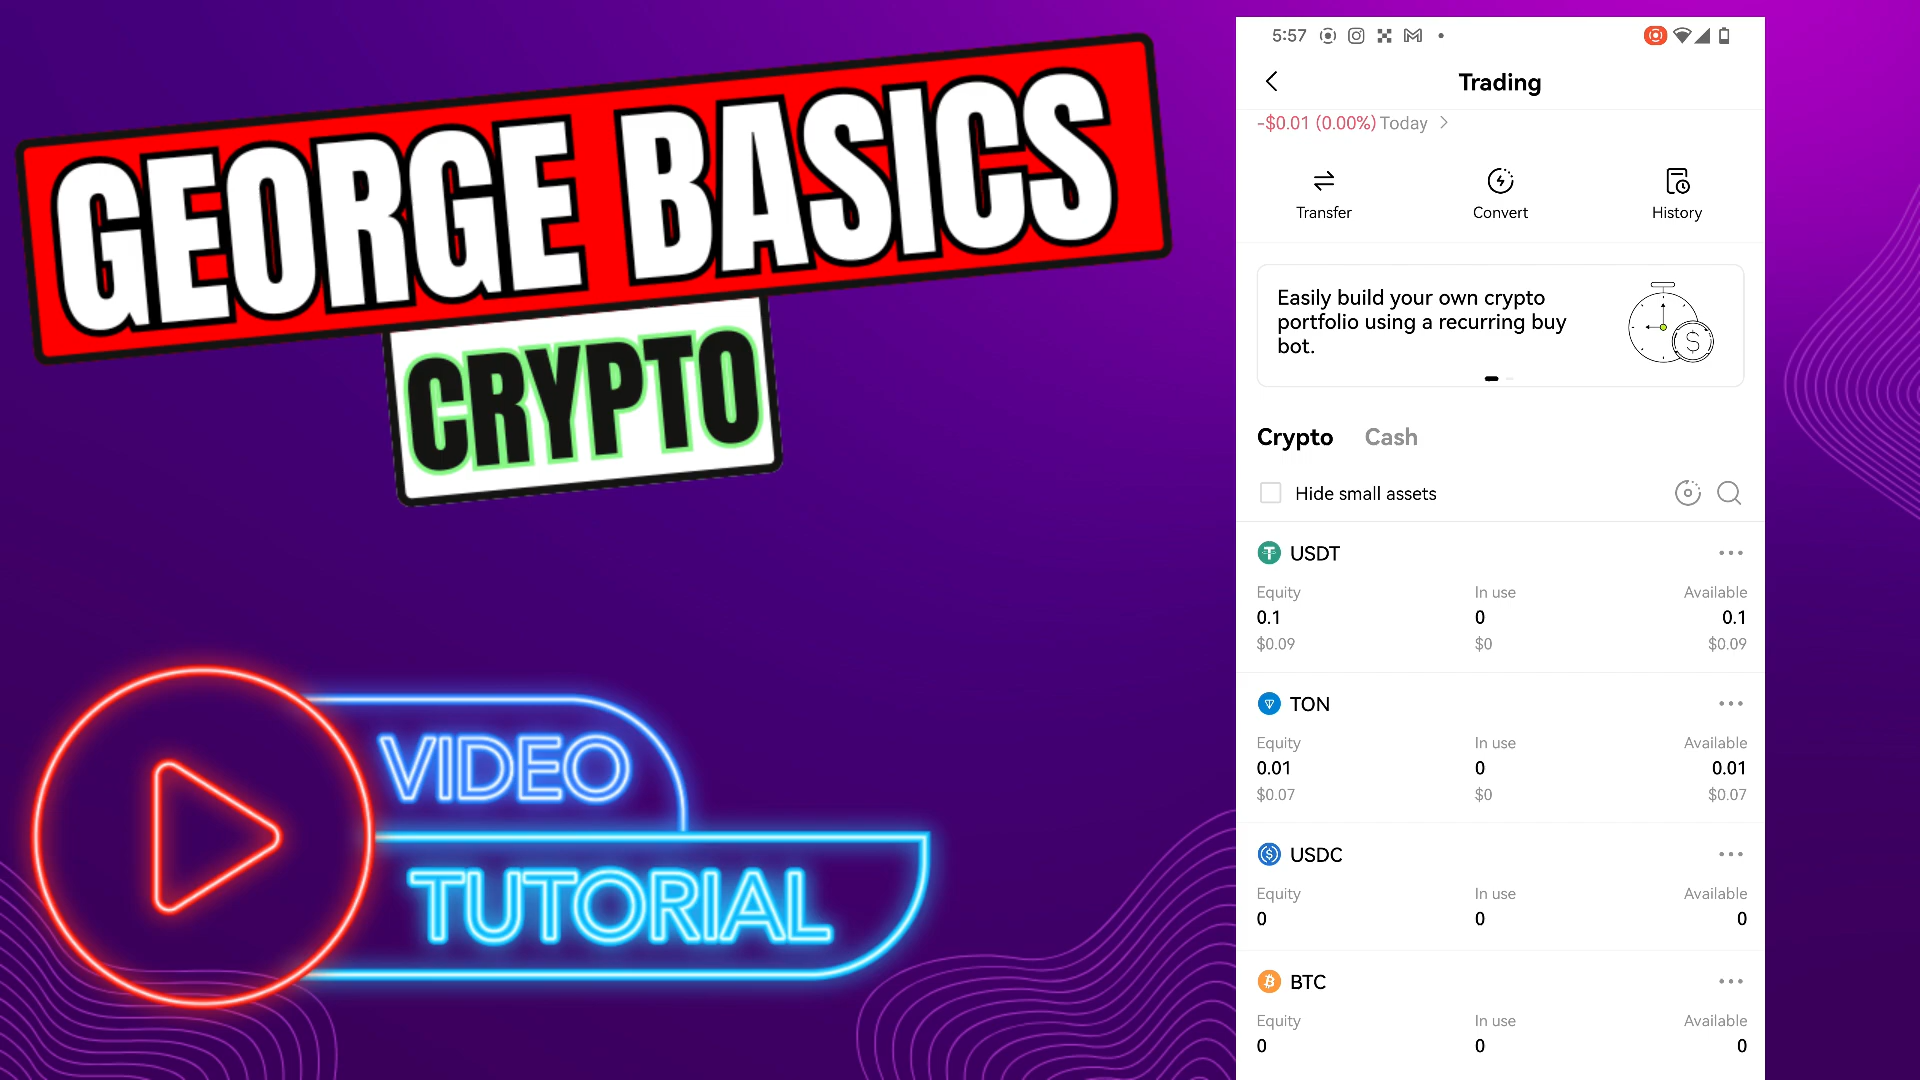 GEORGE BASICS
CRYPTO
VIDEO
TUTORIAL
5:57
Trading
-$0.01 (0.00%) Today
Transfer Convert History
Easily build your own crypto
portfolio using a recurring buy
bot.
Crypto Cash
Hide small assets
USDT
Equity In use Available
0.1 0 0.1
$0.09 $0 $0.09
TON
Equity In use Available
0.01 0 0.01
$0.07 $0 $0.07
USDC
Equity In use Available
0 0 0
BTC
Equity In use Available
0 0 0